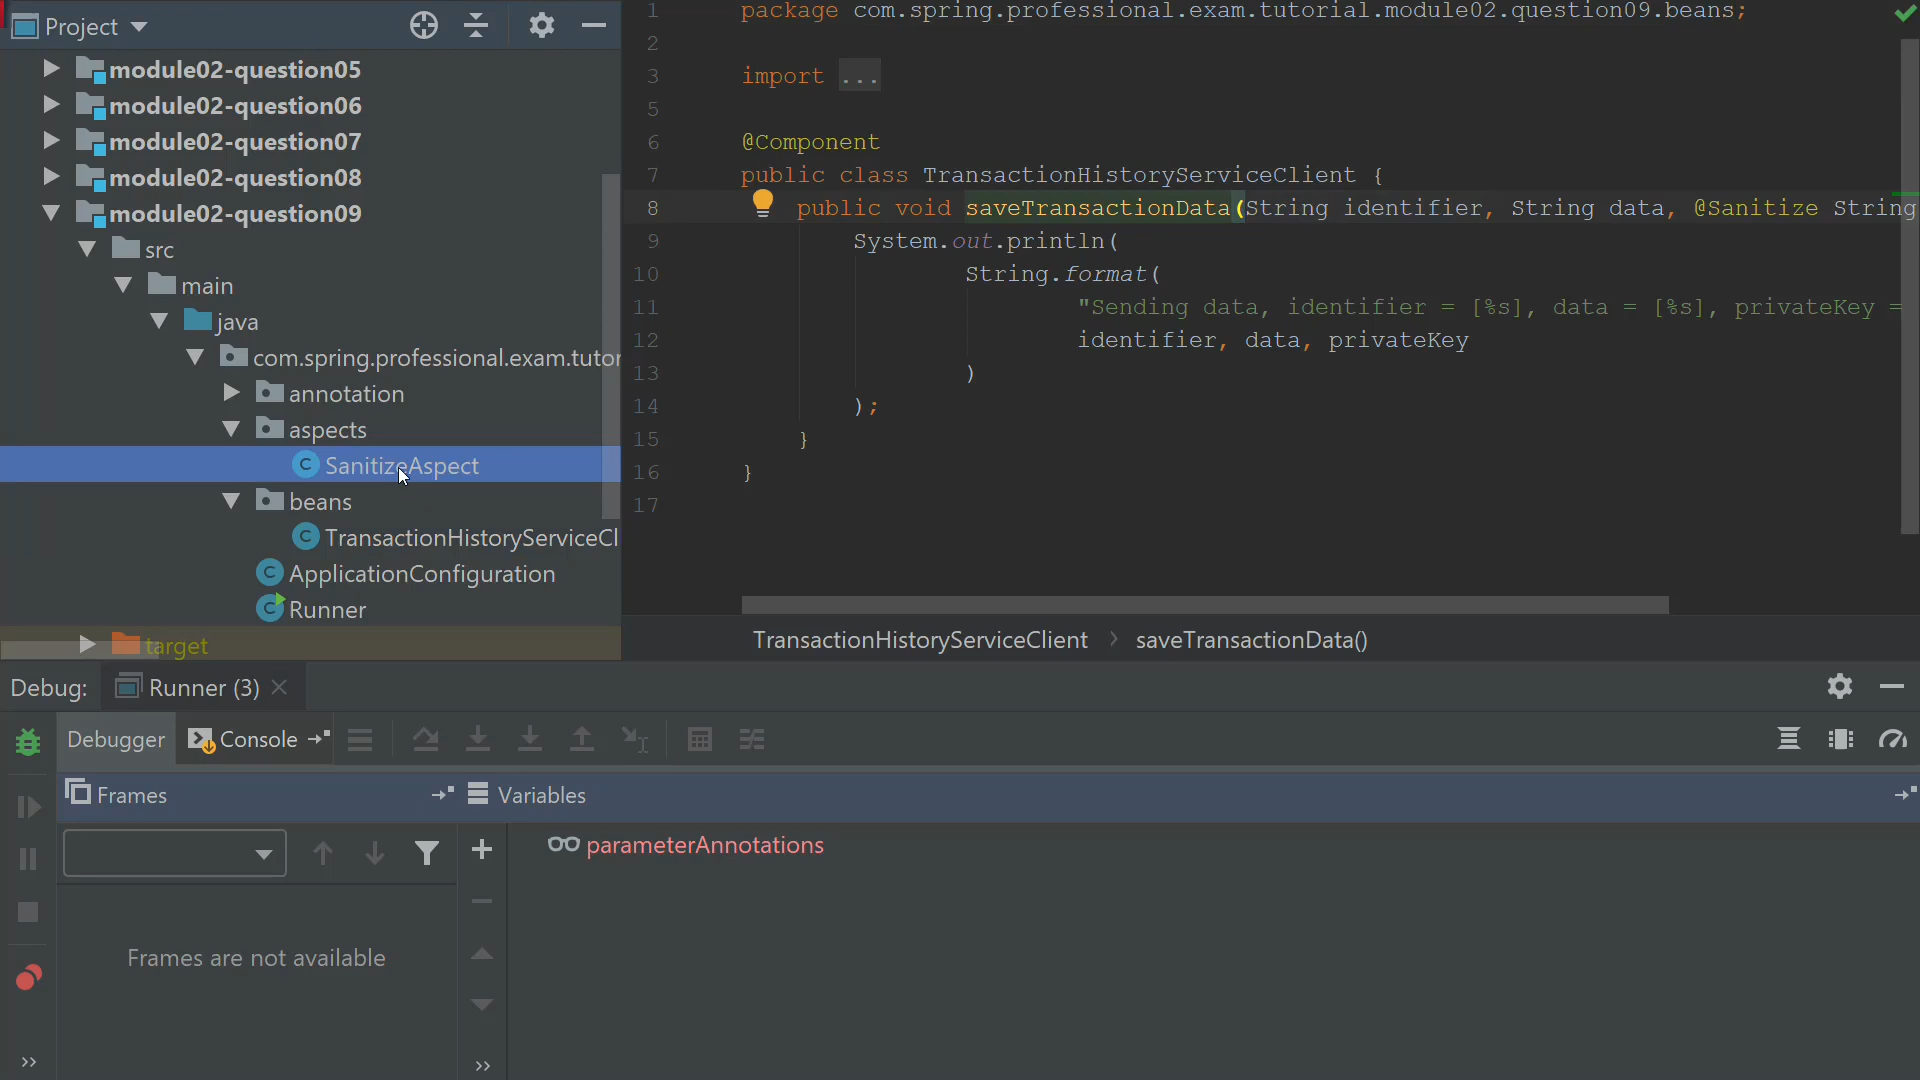 Project
module02-question05
module02-question06
module02-question07
module02-question08
module02-question09
src
main
java
com.spring.professional.exam.tutor
annotation
aspects
SanitizeAspect
beans
TransactionHistoryServiceCl
ApplicationConfiguration
Runner
target
1 package com.spring.professional.exam.tutorial.module02.question09.beans;
2
3 import ...
5
6 @Component
7 public class TransactionHistoryServiceClient {
8 public void saveTransactionData(String identifier, String data, @Sanitize String
9 System.out.println(
10 String.format(
11 "Sending data, identifier = [%s], data = [%s], privateKey =
12 identifier, data, privateKey
13 )
14 );
15 }
16 }
17
TransactionHistoryServiceClient > saveTransactionData()
Debug: Runner (3)
Debugger Console
Frames Variables
parameterAnnotations
Frames are not available